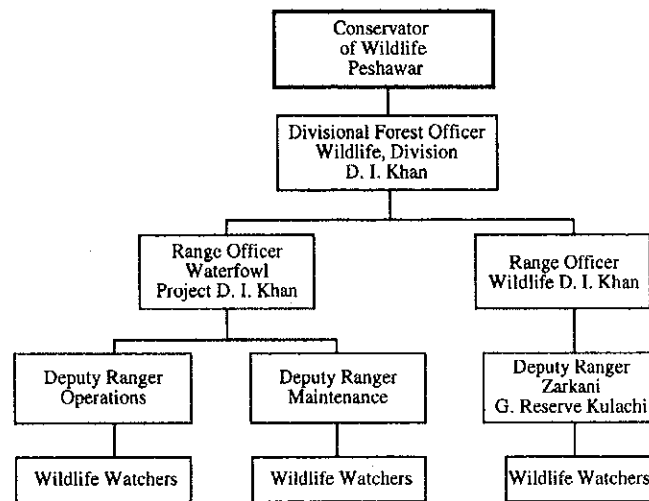 Conservator
of Wildlife
Peshawar
Divisional Forest Officer
Wildlife, Division
D. I. Khan
Range Officer
Waterfowl
Project D. I. Khan
Range Officer
Wildlife D. I. Khan
Deputy Ranger
Operations
Deputy Ranger
Maintenance
Deputy Ranger
Zarkani
G. Reserve Kulachi
Wildlife Watchers
Wildlife Watchers
Wildlife Watchers